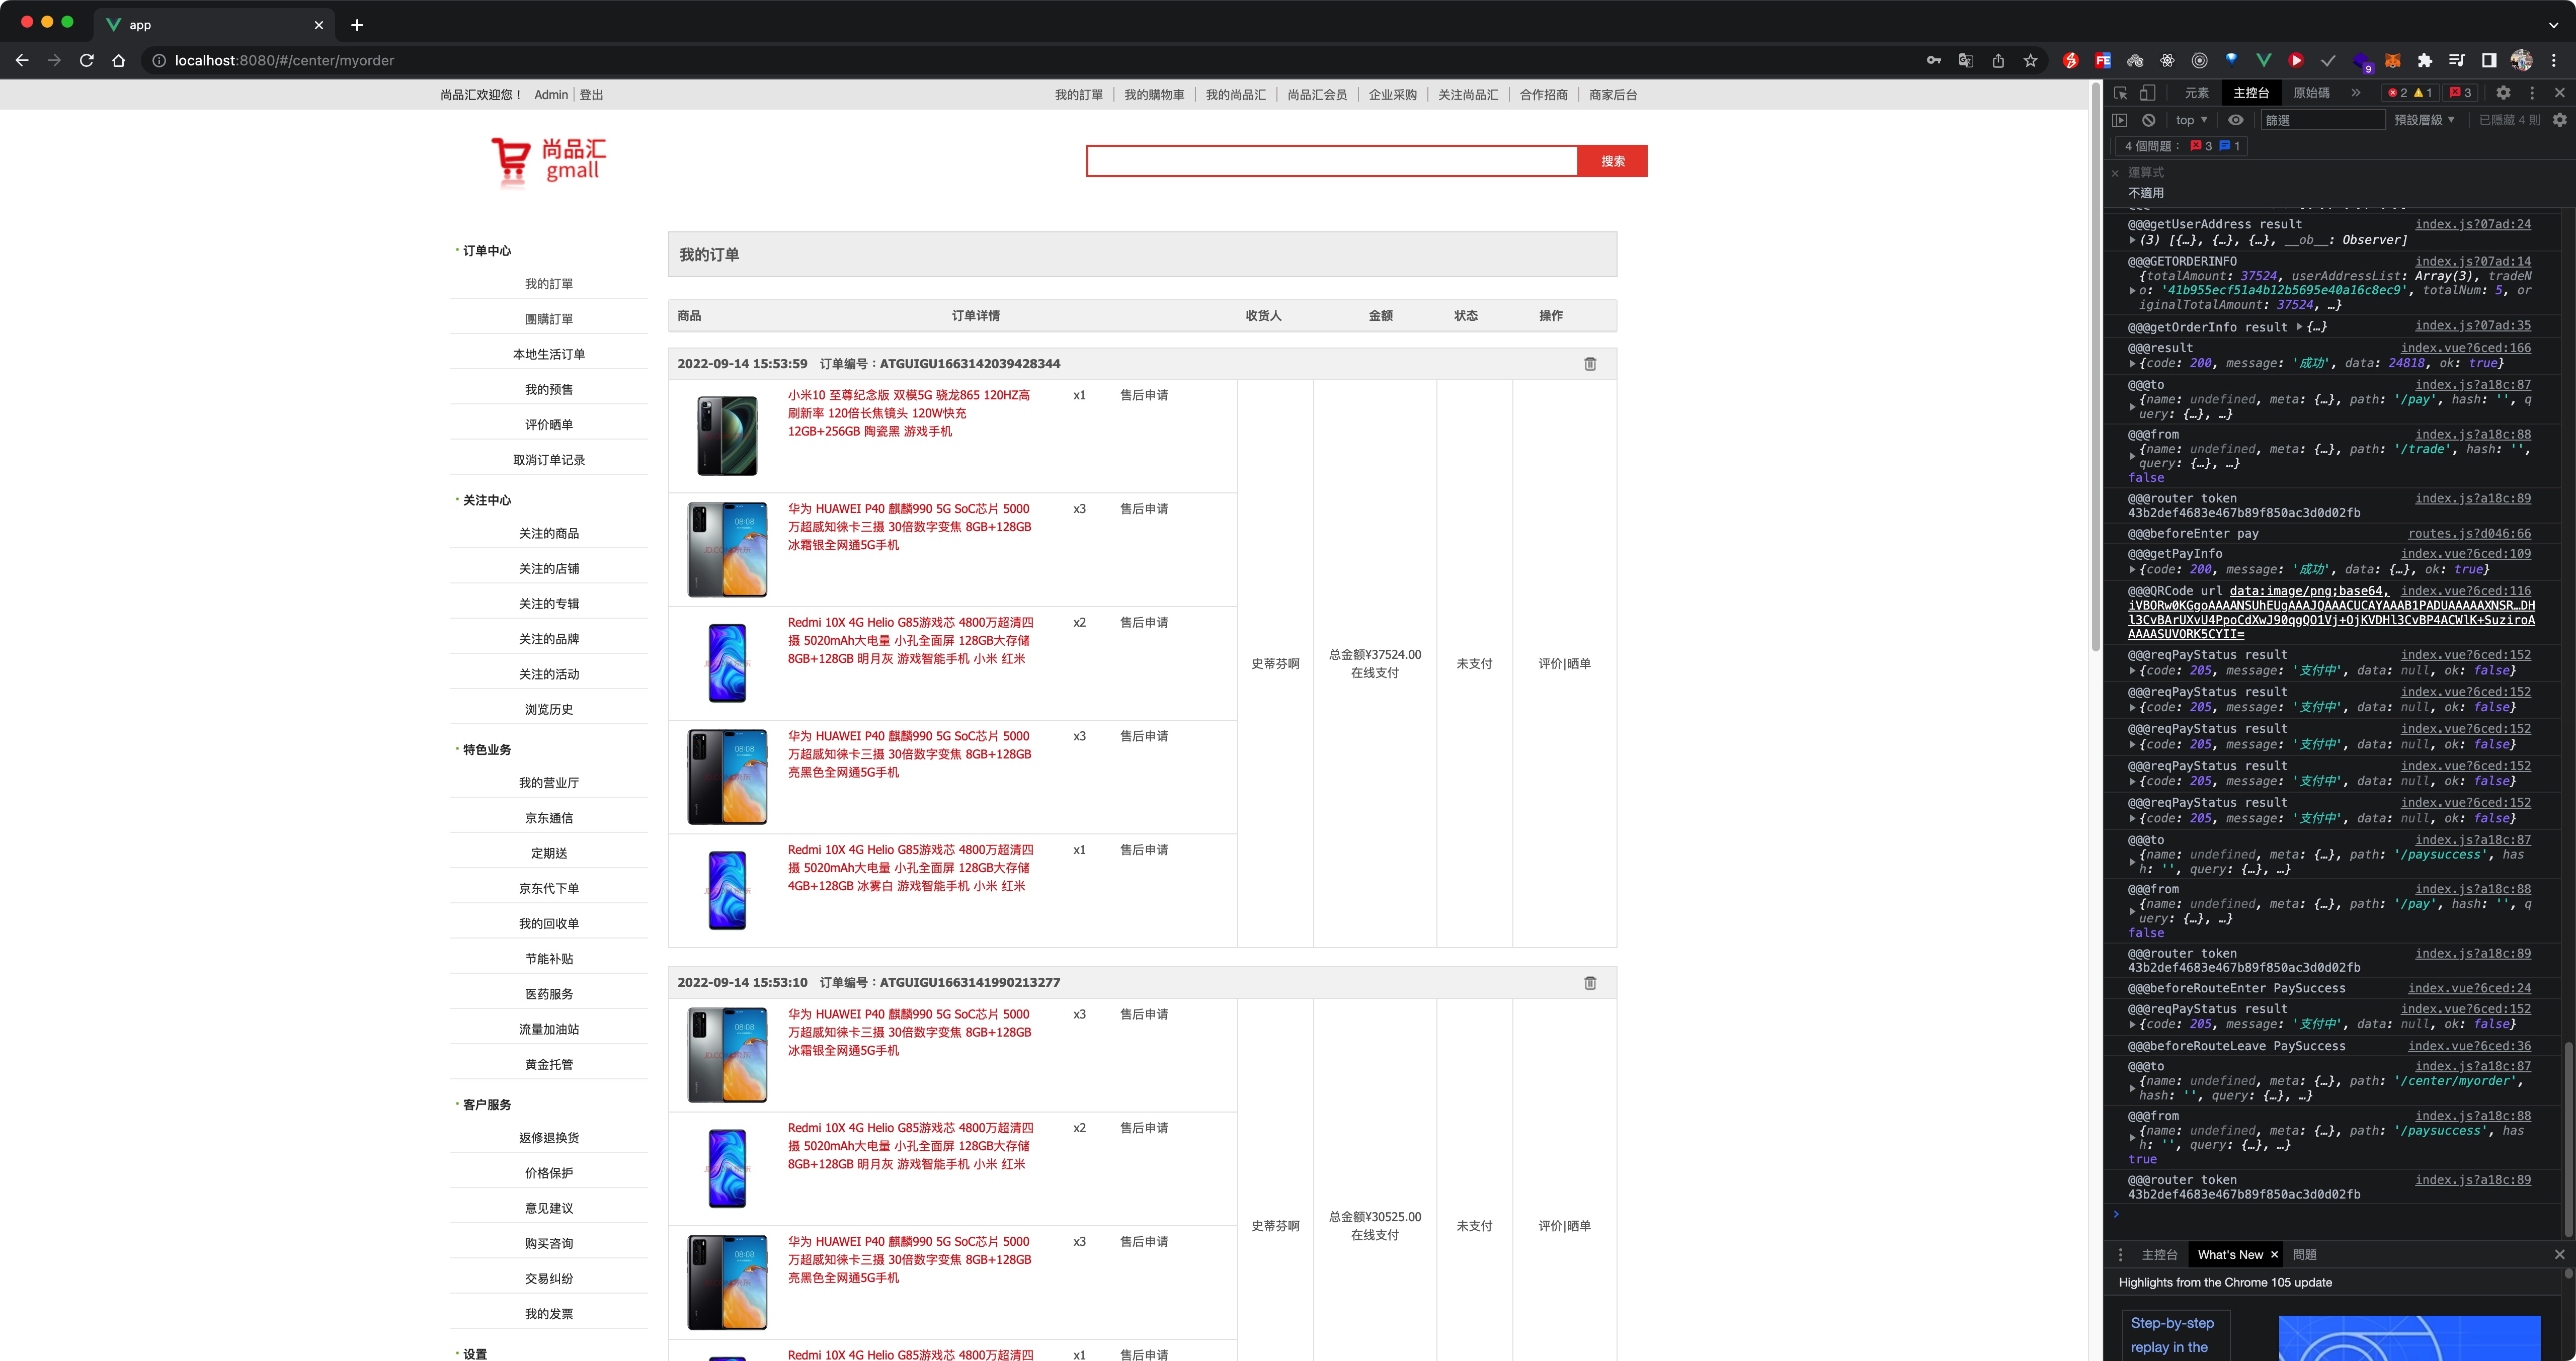 app
localhost:8080/#/center/myorder
尚品汇欢迎您！ Admin 登出
我的訂單 我的購物車 我的尚品汇 尚品汇会员 企业采购 关注尚品汇 合作招商 商家后台
尚品汇
gmall
搜索
订单中心
我的訂單
團購訂單
本地生活订单
我的预售
评价晒单
取消订单记录
关注中心
关注的商品
关注的店铺
关注的专辑
关注的品牌
关注的活动
浏览历史
特色业务
我的营业厅
京东通信
定期送
京东代下单
我的回收单
节能补贴
医药服务
流量加油站
黄金托管
客户服务
返修退换货
价格保护
意见建议
购买咨询
交易纠纷
我的发票
设置
我的订单
商品 订单详情 收货人 金额 状态 操作
2022-09-14 15:53:59 订单编号：ATGUIGU1663142039428344
小米10 至尊纪念版 双模5G 骁龙865 120HZ高
刷新率 120倍长焦镜头 120W快充
12GB+256GB 陶瓷黑 游戏手机
x1 售后申请
华为 HUAWEI P40 麒麟990 5G SoC芯片 5000
万超感知徕卡三摄 30倍数字变焦 8GB+128GB
冰霜银全网通5G手机
x3 售后申请
Redmi 10X 4G Helio G85游戏芯 4800万超清四
摄 5020mAh大电量 小孔全面屏 128GB大存储
8GB+128GB 明月灰 游戏智能手机 小米 红米
x2 售后申请
华为 HUAWEI P40 麒麟990 5G SoC芯片 5000
万超感知徕卡三摄 30倍数字变焦 8GB+128GB
亮黑色全网通5G手机
x3 售后申请
Redmi 10X 4G Helio G85游戏芯 4800万超清四
摄 5020mAh大电量 小孔全面屏 128GB大存储
4GB+128GB 冰雾白 游戏智能手机 小米 红米
x1 售后申请
史蒂芬啊
总金额¥37524.00
在线支付
未支付
评价|晒单
2022-09-14 15:53:10 订单编号：ATGUIGU1663141990213277
华为 HUAWEI P40 麒麟990 5G SoC芯片 5000
万超感知徕卡三摄 30倍数字变焦 8GB+128GB
冰霜银全网通5G手机
x3 售后申请
Redmi 10X 4G Helio G85游戏芯 4800万超清四
摄 5020mAh大电量 小孔全面屏 128GB大存储
8GB+128GB 明月灰 游戏智能手机 小米 红米
x2 售后申请
华为 HUAWEI P40 麒麟990 5G SoC芯片 5000
万超感知徕卡三摄 30倍数字变焦 8GB+128GB
亮黑色全网通5G手机
x3 售后申请
Redmi 10X 4G Helio G85游戏芯 4800万超清四
x1 售后申请
史蒂芬啊
总金额¥30525.00
在线支付
未支付
评价|晒单
元素 主控台 原始碼 2 1 3
top 篩選 預設層級 已隱藏 4 則
4 個問題： 3 1
運算式
不適用
@@@getUserAddress result index.js?07ad:24
(3) [{…}, {…}, {…}, __ob__: Observer]
@@@GETORDERINFO index.js?07ad:14
{totalAmount: 37524, userAddressList: Array(3), tradeN
o: '41b955ecf51a4b12b5695e40a16c8ec9', totalNum: 5, or
iginalTotalAmount: 37524, …}
@@@getOrderInfo result {…} index.js?07ad:35
@@@result index.vue?6ced:166
{code: 200, message: '成功', data: 24818, ok: true}
@@@to index.js?a18c:87
{name: undefined, meta: {…}, path: '/pay', hash: '', q
uery: {…}, …}
@@@from index.js?a18c:88
{name: undefined, meta: {…}, path: '/trade', hash: '',
query: {…}, …}
false
@@@router token index.js?a18c:89
43b2def4683e467b89f850ac3d0d02fb
@@@beforeEnter pay routes.js?d046:66
@@@getPayInfo index.vue?6ced:109
{code: 200, message: '成功', data: {…}, ok: true}
@@@QRCode url data:image/png;base64, index.vue?6ced:116
iVBORw0KGgoAAAANSUhEUgAAAJQAAACUCAYAAAB1PADUAAAAAXNSR…DH
l3CvBArUXvU4PpoCdXwJ90qgQO1Vj+OjKVDHl3CvBP4ACWlK+SuziroA
AAAASUVORK5CYII=
@@@reqPayStatus result index.vue?6ced:152
{code: 205, message: '支付中', data: null, ok: false}
@@@reqPayStatus result index.vue?6ced:152
{code: 205, message: '支付中', data: null, ok: false}
@@@reqPayStatus result index.vue?6ced:152
{code: 205, message: '支付中', data: null, ok: false}
@@@reqPayStatus result index.vue?6ced:152
{code: 205, message: '支付中', data: null, ok: false}
@@@reqPayStatus result index.vue?6ced:152
{code: 205, message: '支付中', data: null, ok: false}
@@@to index.js?a18c:87
{name: undefined, meta: {…}, path: '/paysuccess', has
h: '', query: {…}, …}
@@@from index.js?a18c:88
{name: undefined, meta: {…}, path: '/pay', hash: '', q
uery: {…}, …}
false
@@@router token index.js?a18c:89
43b2def4683e467b89f850ac3d0d02fb
@@@beforeRouteEnter PaySuccess index.vue?6ced:24
@@@reqPayStatus result index.vue?6ced:152
{code: 205, message: '支付中', data: null, ok: false}
@@@beforeRouteLeave PaySuccess index.vue?6ced:36
@@@to index.js?a18c:87
{name: undefined, meta: {…}, path: '/center/myorder',
hash: '', query: {…}, …}
@@@from index.js?a18c:88
{name: undefined, meta: {…}, path: '/paysuccess', has
h: '', query: {…}, …}
true
@@@router token index.js?a18c:89
43b2def4683e467b89f850ac3d0d02fb
主控台 What's New 問題
Highlights from the Chrome 105 update
Step-by-step
replay in the